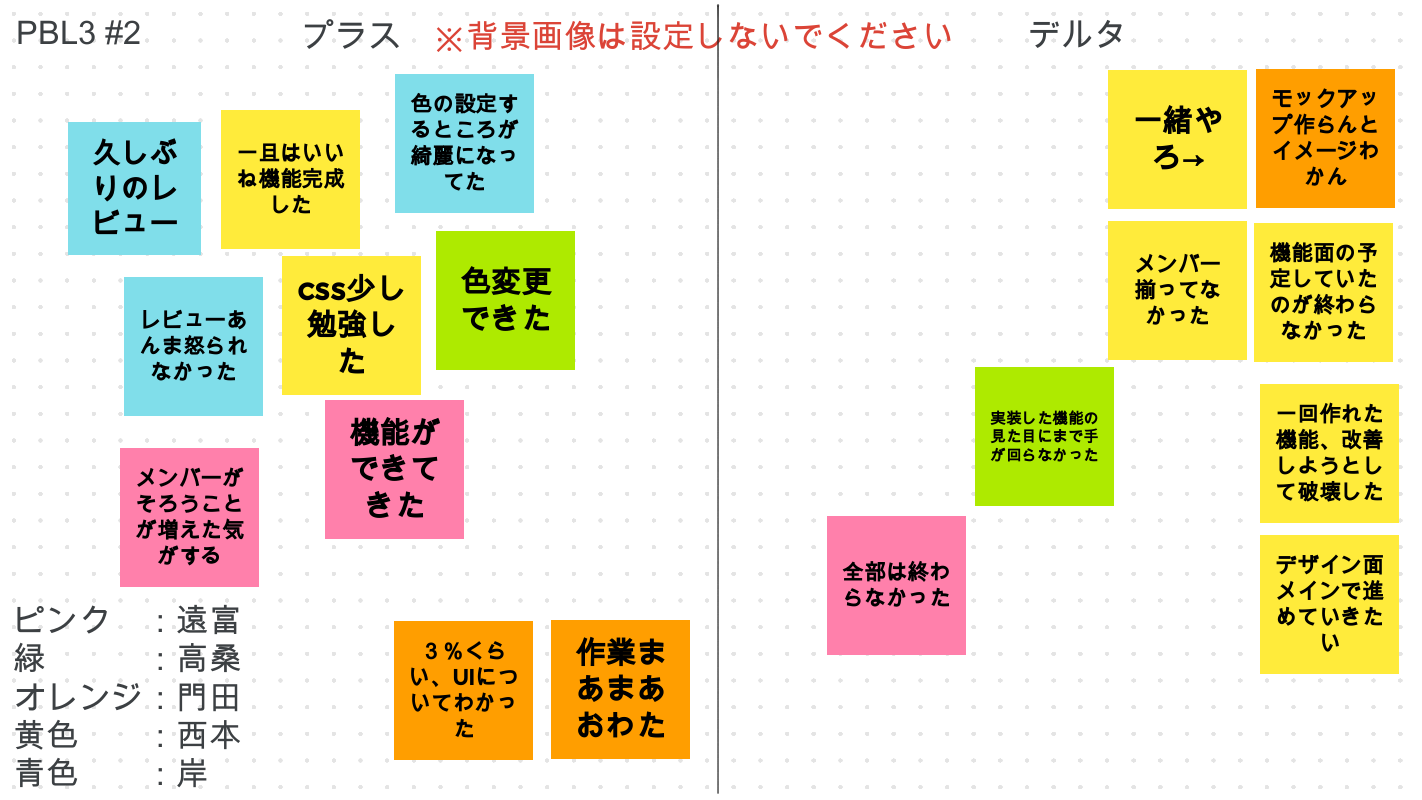 PBL3 #2
プラス
※背景画像は設定しないでください
デルタ
久しぶ
りのレ
ビュー
一旦はいい
ね機能完成
した
色の設定す
るところが
綺麗になっ
てた
レビューあ
んま怒られ
なかった
CSS少し
勉強し
た
色変更
できた
機能が
できて
きた
メンバーが
そろうこと
が増えた気
がする
３%くら
い、UIにつ
いてわかっ
た
作業ま
あまあ
おわた
ピンク　：遠富
緑　：高桑
オレンジ：門田
黄色　：西本
青色　：岸
一緒や
ろ→
モックアッ
プ作らんと
イメージわ
かん
メンバー
揃ってな
かった
機能面の予
定していた
のが終わら
なかった
実装した機能の
見た目にまで手
が回らなかった
一回作れた
機能、改善
しようとし
て破壊した
全部は終わ
らなかった
デザイン面
メインで進
めていきた
い